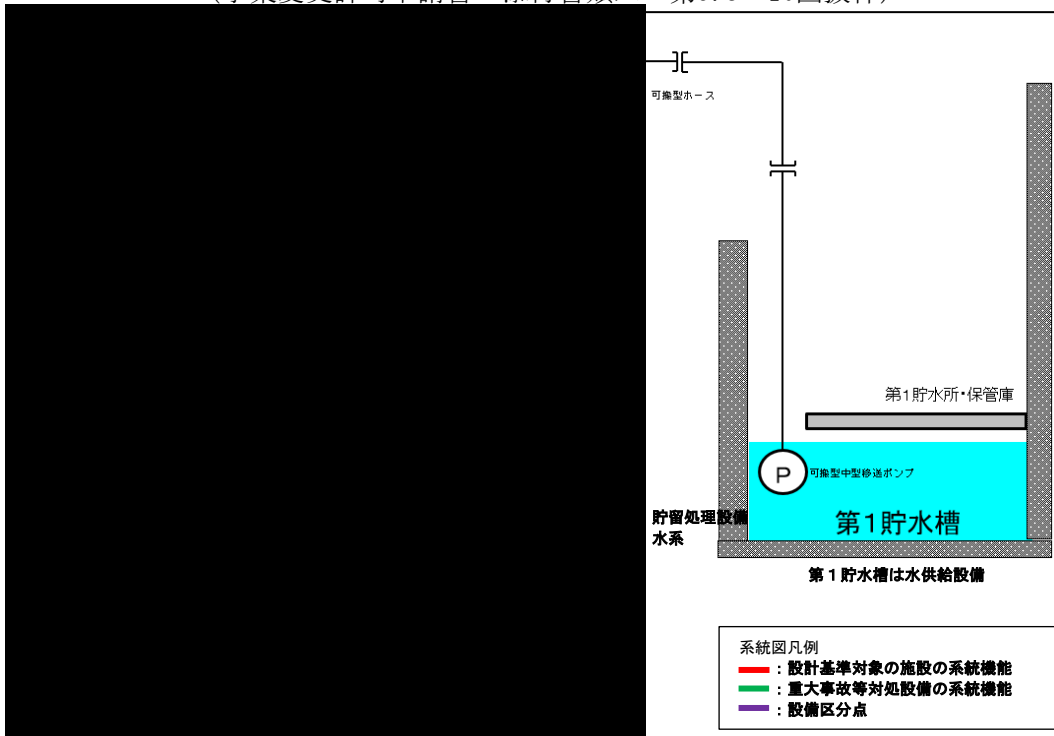 可搬型ホース
第1貯水所・保管庫
P
可搬型中型移送ポンプ
貯留処理設備
水系
第1貯水槽
第１貯水槽は水供給設備
系統図凡例
：設計基準対象の施設の系統機能
：重大事故等対処設備の系統機能
：設備区分点